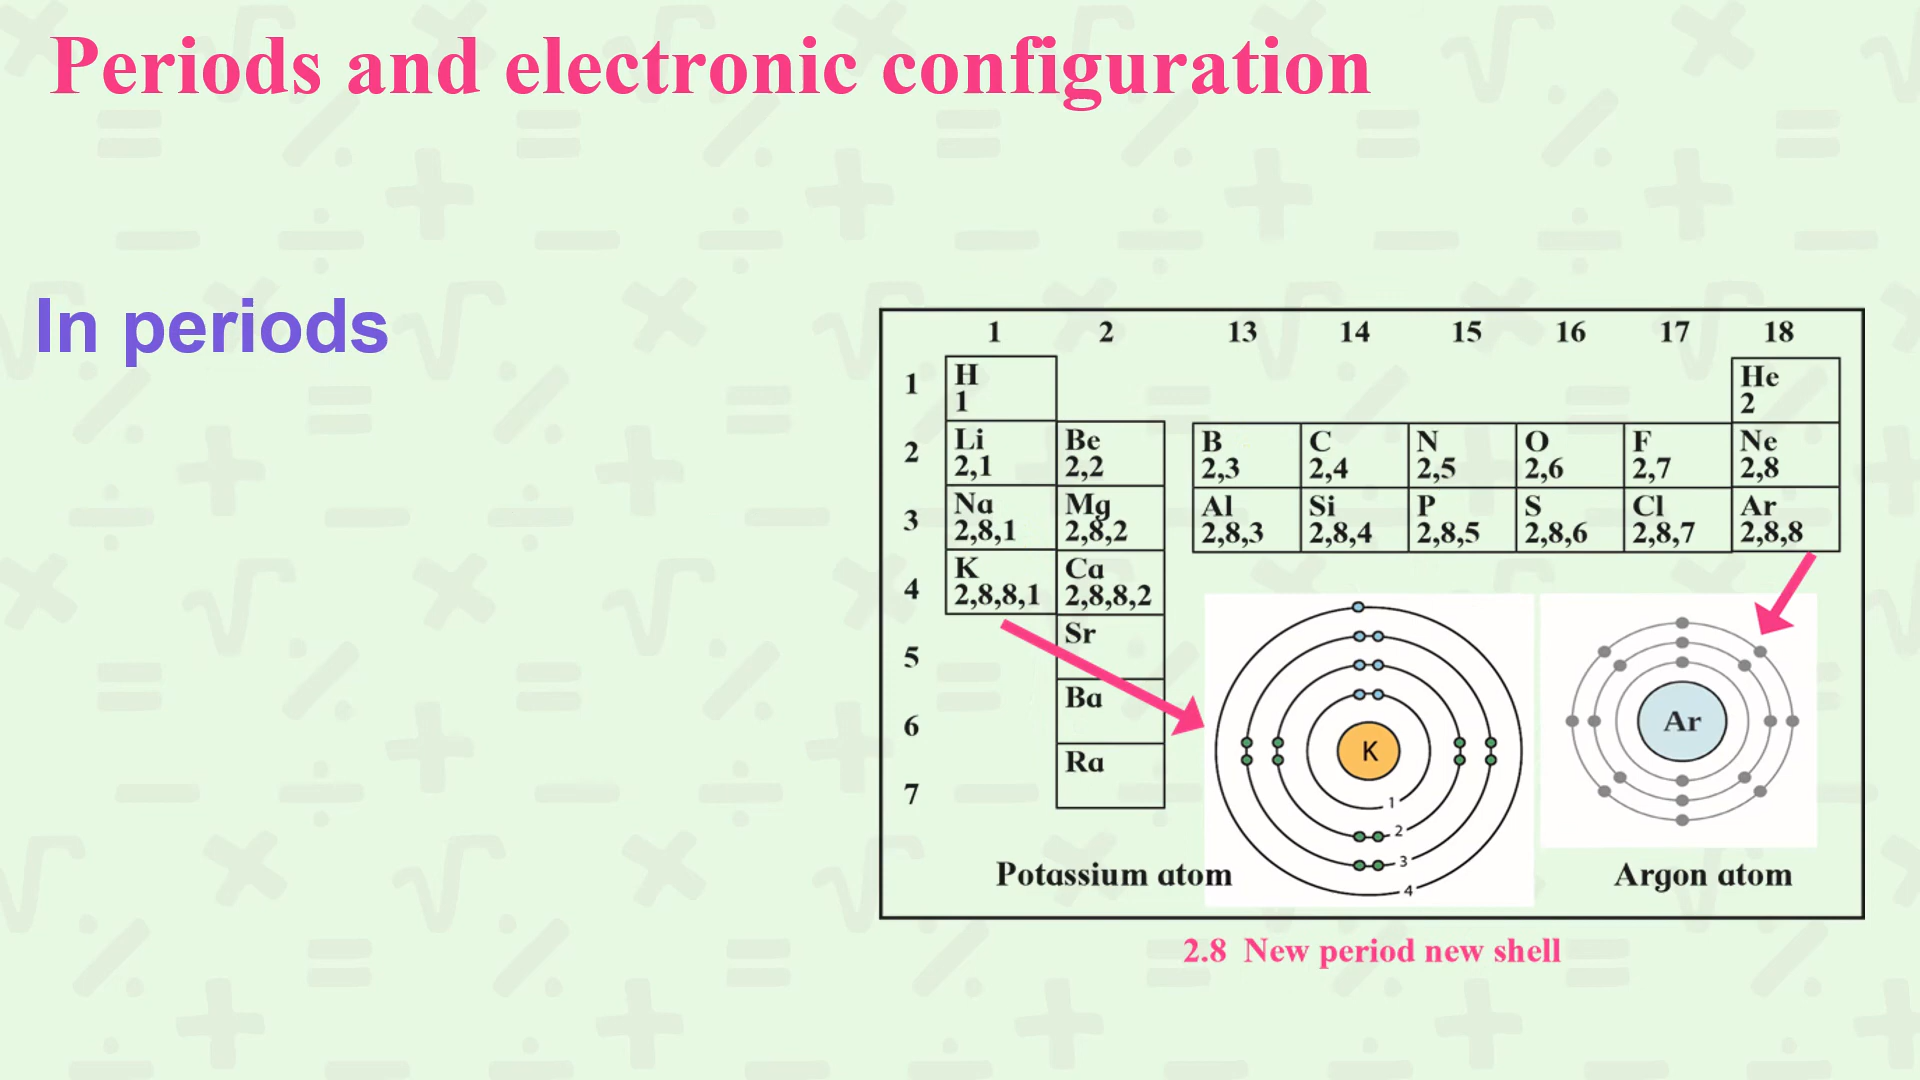 Periods and electronic configuration
In periods
1 2 13 14 15 16 17 18
1 H He
1 2
2 Li Be B C N O F Ne
2,1 2,2 2,3 2,4 2,5 2,6 2,7 2,8
3 Na Mg Al Si P S Cl Ar
2,8,1 2,8,2 2,8,3 2,8,4 2,8,5 2,8,6 2,8,7 2,8,8
4 K Ca
2,8,8,1 2,8,8,2
5 Sr
6 Ba
7 Ra
K
1
2
3
4
Ar
Potassium atom
Argon atom
2.8 New period new shell